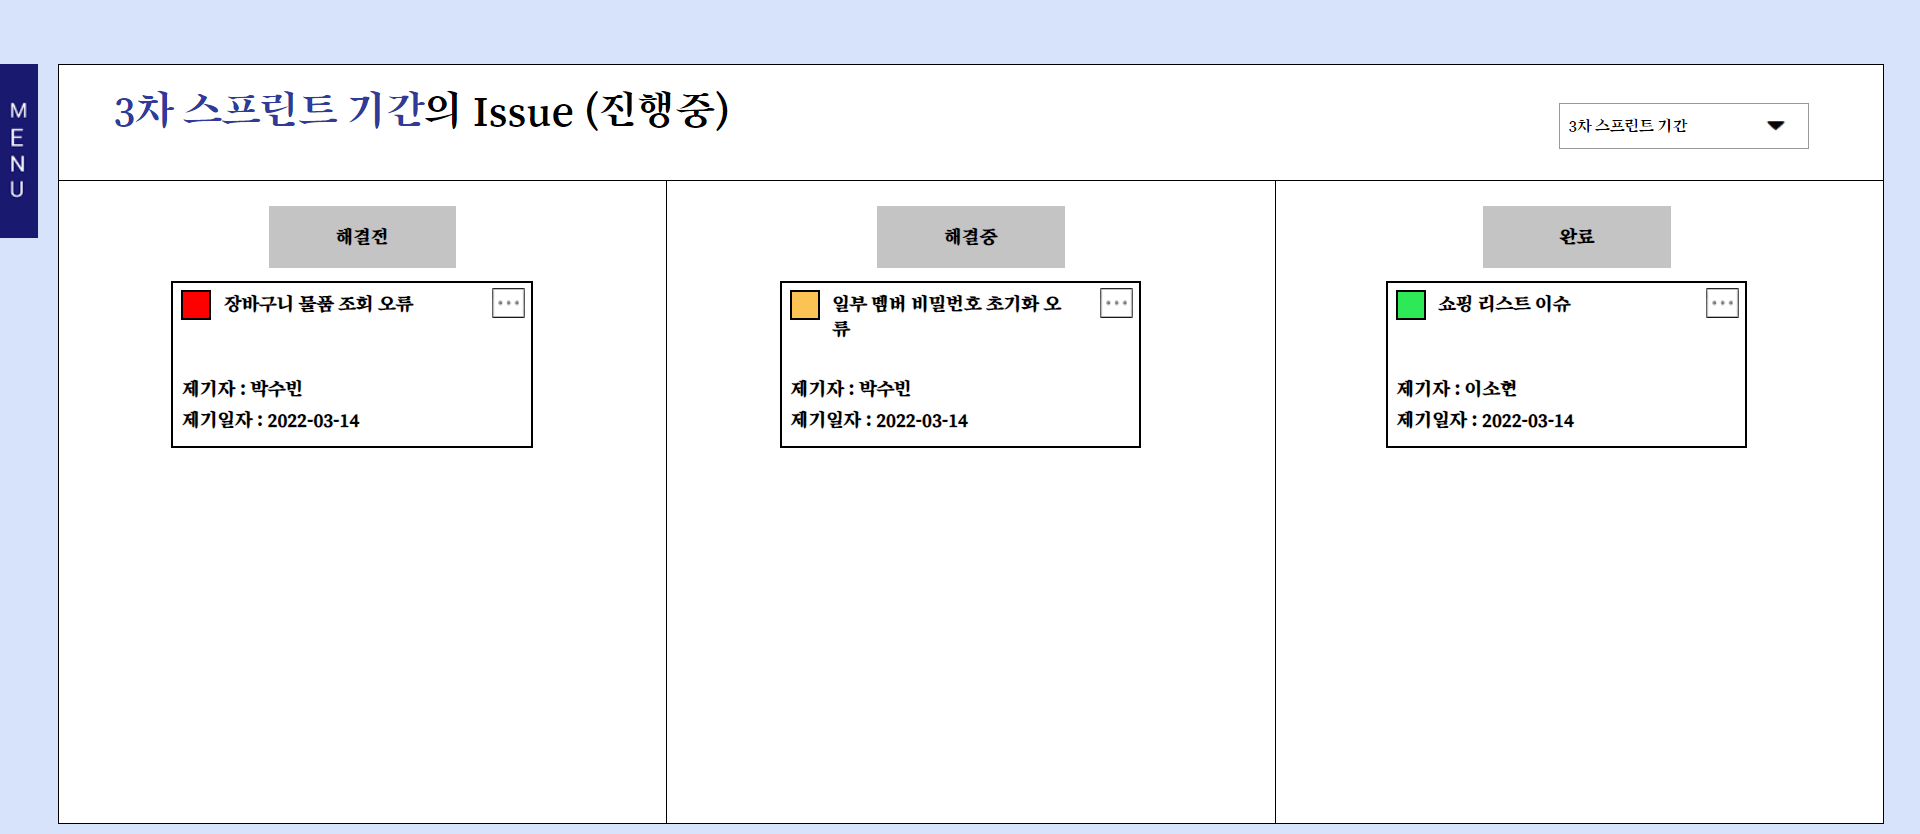 MENU
3차 스프린트 기간의 Issue (진행중)
3차 스프린트 기간
해결전
장바구니 물품 조회 오류
제기자 : 박수빈
제기일자 : 2022-03-14
해결중
일부 멤버 비밀번호 초기화 오
류
제기자 : 박수빈
제기일자 : 2022-03-14
완료
쇼핑 리스트 이슈
제기자 : 이소현
제기일자 : 2022-03-14